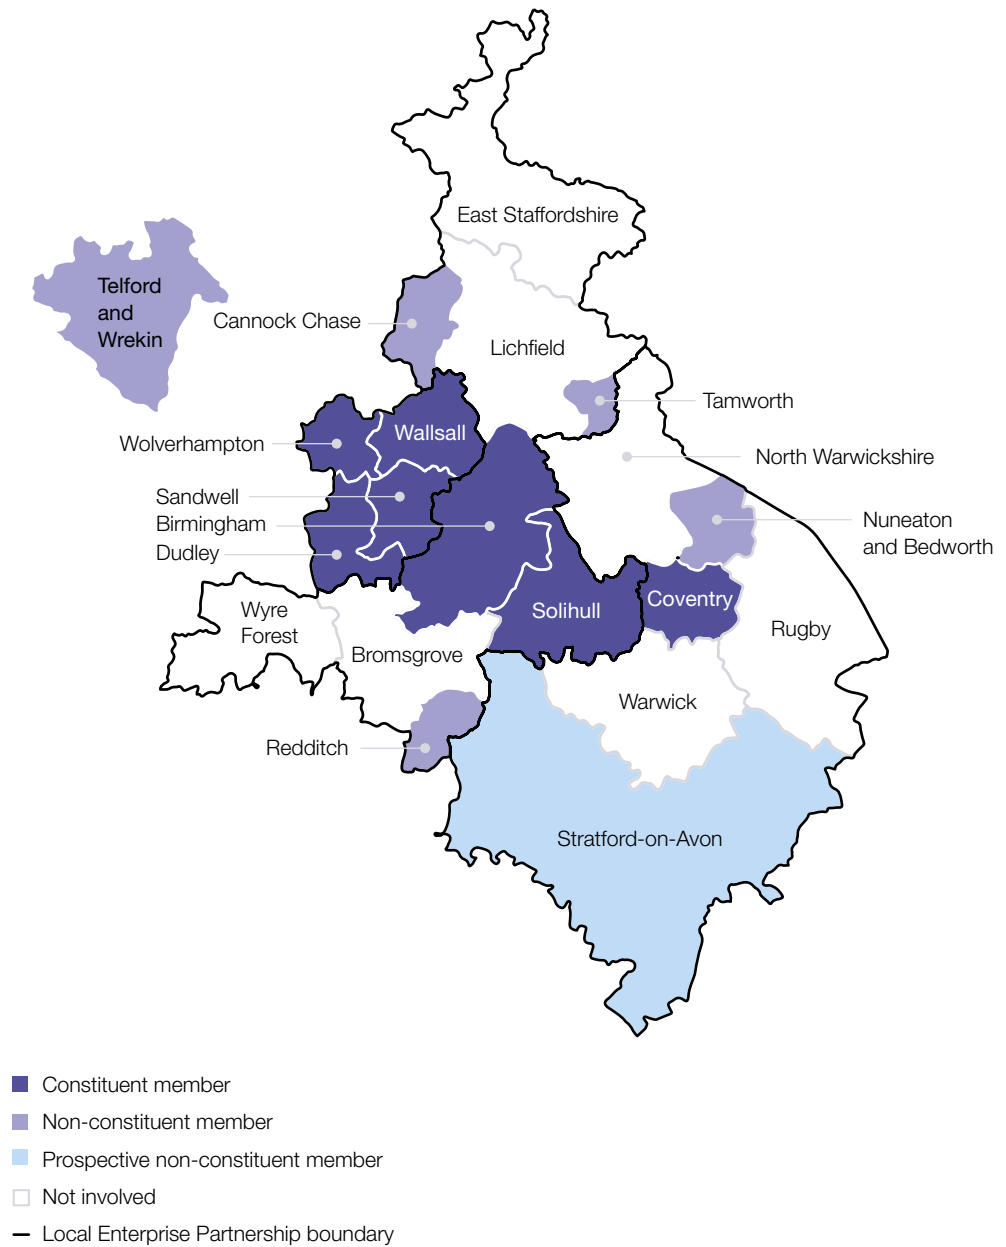 East Staffordshire
Telford
and
Wrekin
Cannock Chase
Lichfield
Tamworth
Wolverhampton
Wallsall
North Warwickshire
Sandwell
Birmingham
Dudley
Nuneaton
and Bedworth
Wyre
Forest
Solihull
Coventry
Rugby
Bromsgrove
Warwick
Redditch
Stratford-on-Avon
Constituent member
Non-constituent member
Prospective non-constituent member
Not involved
Local Enterprise Partnership boundary